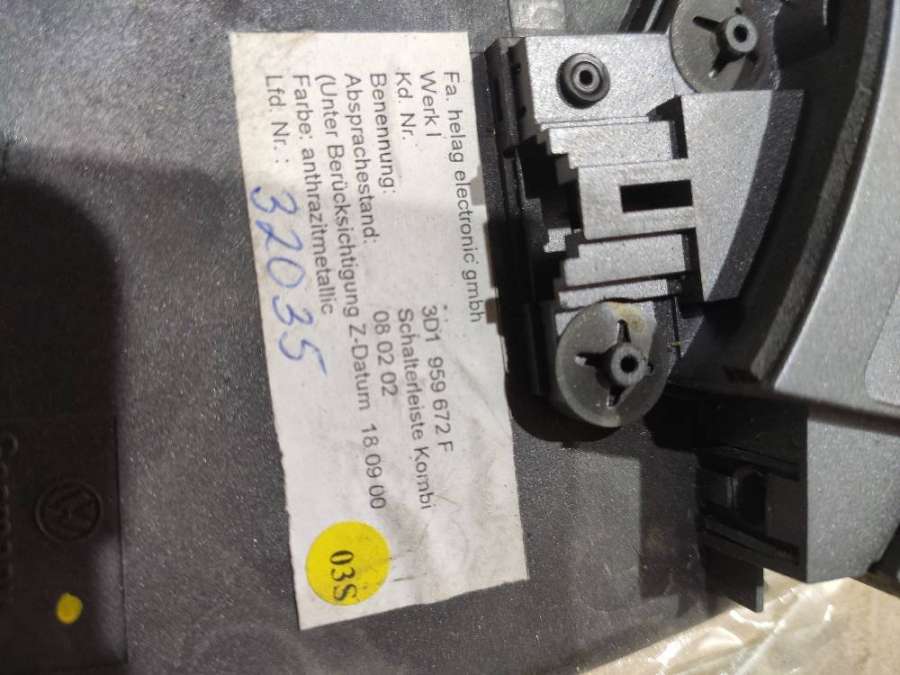 Fa. helag electronic gmbh
Werk I
Kd. Nr. 3D1 959 672 F
Benennung: Schalterleiste Kombi
Absprachestand: 08 02 02
(Unter Berücksichtigung Z-Datum 18 09 00
Farbe: anthrazitmetallic
Lfd. Nr.: 32035
03S